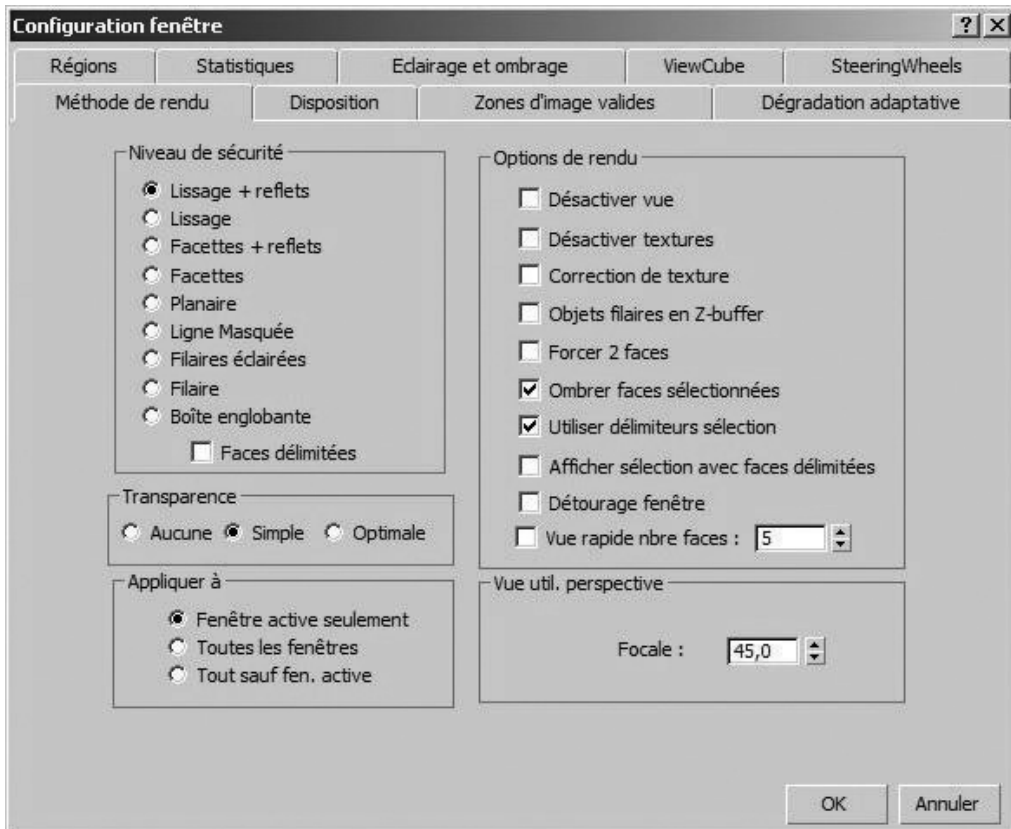 Configuration fenêtre
Régions
Statistiques
Eclairage et ombrage
ViewCube
SteeringWheels
Méthode de rendu
Disposition
Zones d'image valides
Dégradation adaptative
Niveau de sécurité
Lissage + reflets
Lissage
Facettes + reflets
Facettes
Planaire
Ligne Masquée
Filaires éclairées
Filaire
Boîte englobante
Faces délimitées
Transparence
Aucune
Simple
Optimale
Appliquer à
Fenêtre active seulement
Toutes les fenêtres
Tout sauf fen. active
Options de rendu
Désactiver vue
Désactiver textures
Correction de texture
Objets filaires en Z-buffer
Forcer 2 faces
Ombrer faces sélectionnées
Utiliser délimiteurs sélection
Afficher sélection avec faces délimitées
Détourage fenêtre
Vue rapide nbre faces : 5
Vue util. perspective
Focale : 45,0
OK
Annuler